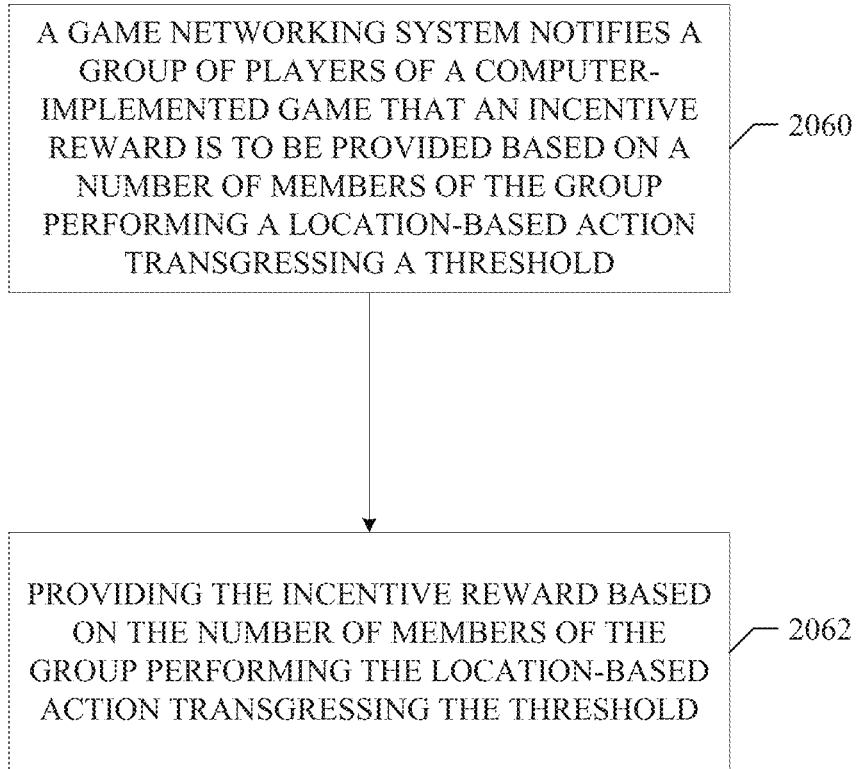 A GAME NETWORKING SYSTEM NOTIFIES A
GROUP OF PLAYERS OF A COMPUTER-
IMPLEMENTED GAME THAT AN INCENTIVE
REWARD IS TO BE PROVIDED BASED ON A
NUMBER OF MEMBERS OF THE GROUP
PERFORMING A LOCATION-BASED ACTION
TRANSGRESSING A THRESHOLD
2060
PROVIDING THE INCENTIVE REWARD BASED
ON THE NUMBER OF MEMBERS OF THE
GROUP PERFORMING THE LOCATION-BASED
ACTION TRANSGRESSING THE THRESHOLD
2062